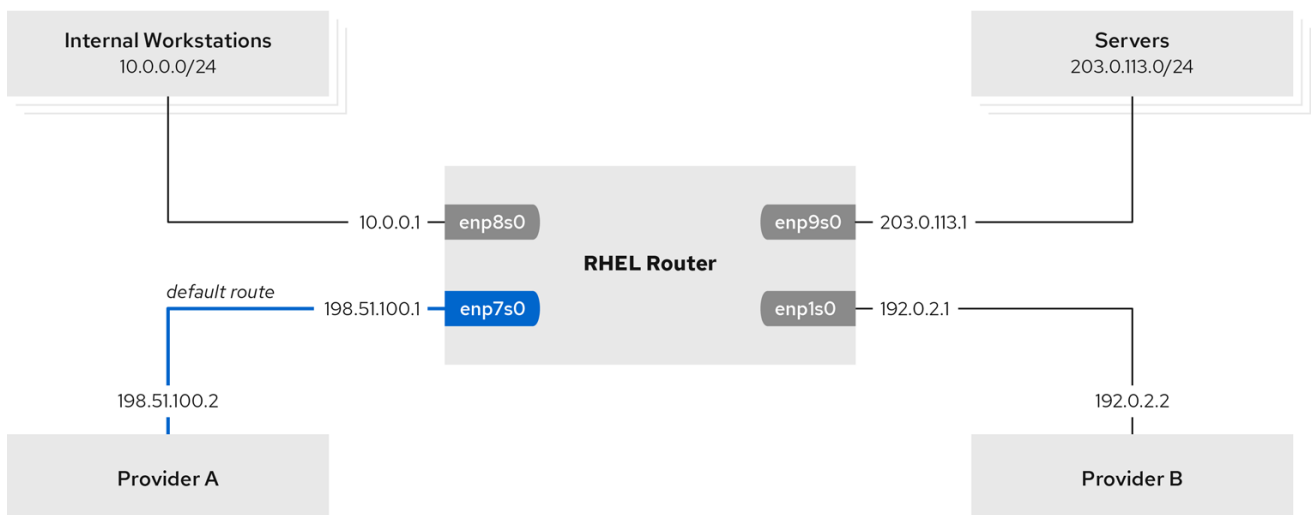 Internal Workstations
10.0.0.0/24
Servers
203.0.113.0/24
10.0.0.1
enp8s0
enp9s0
203.0.113.1
RHEL Router
default route
198.51.100.1
enp7s0
enp1s0
192.0.2.1
198.51.100.2
192.0.2.2
Provider A
Provider B